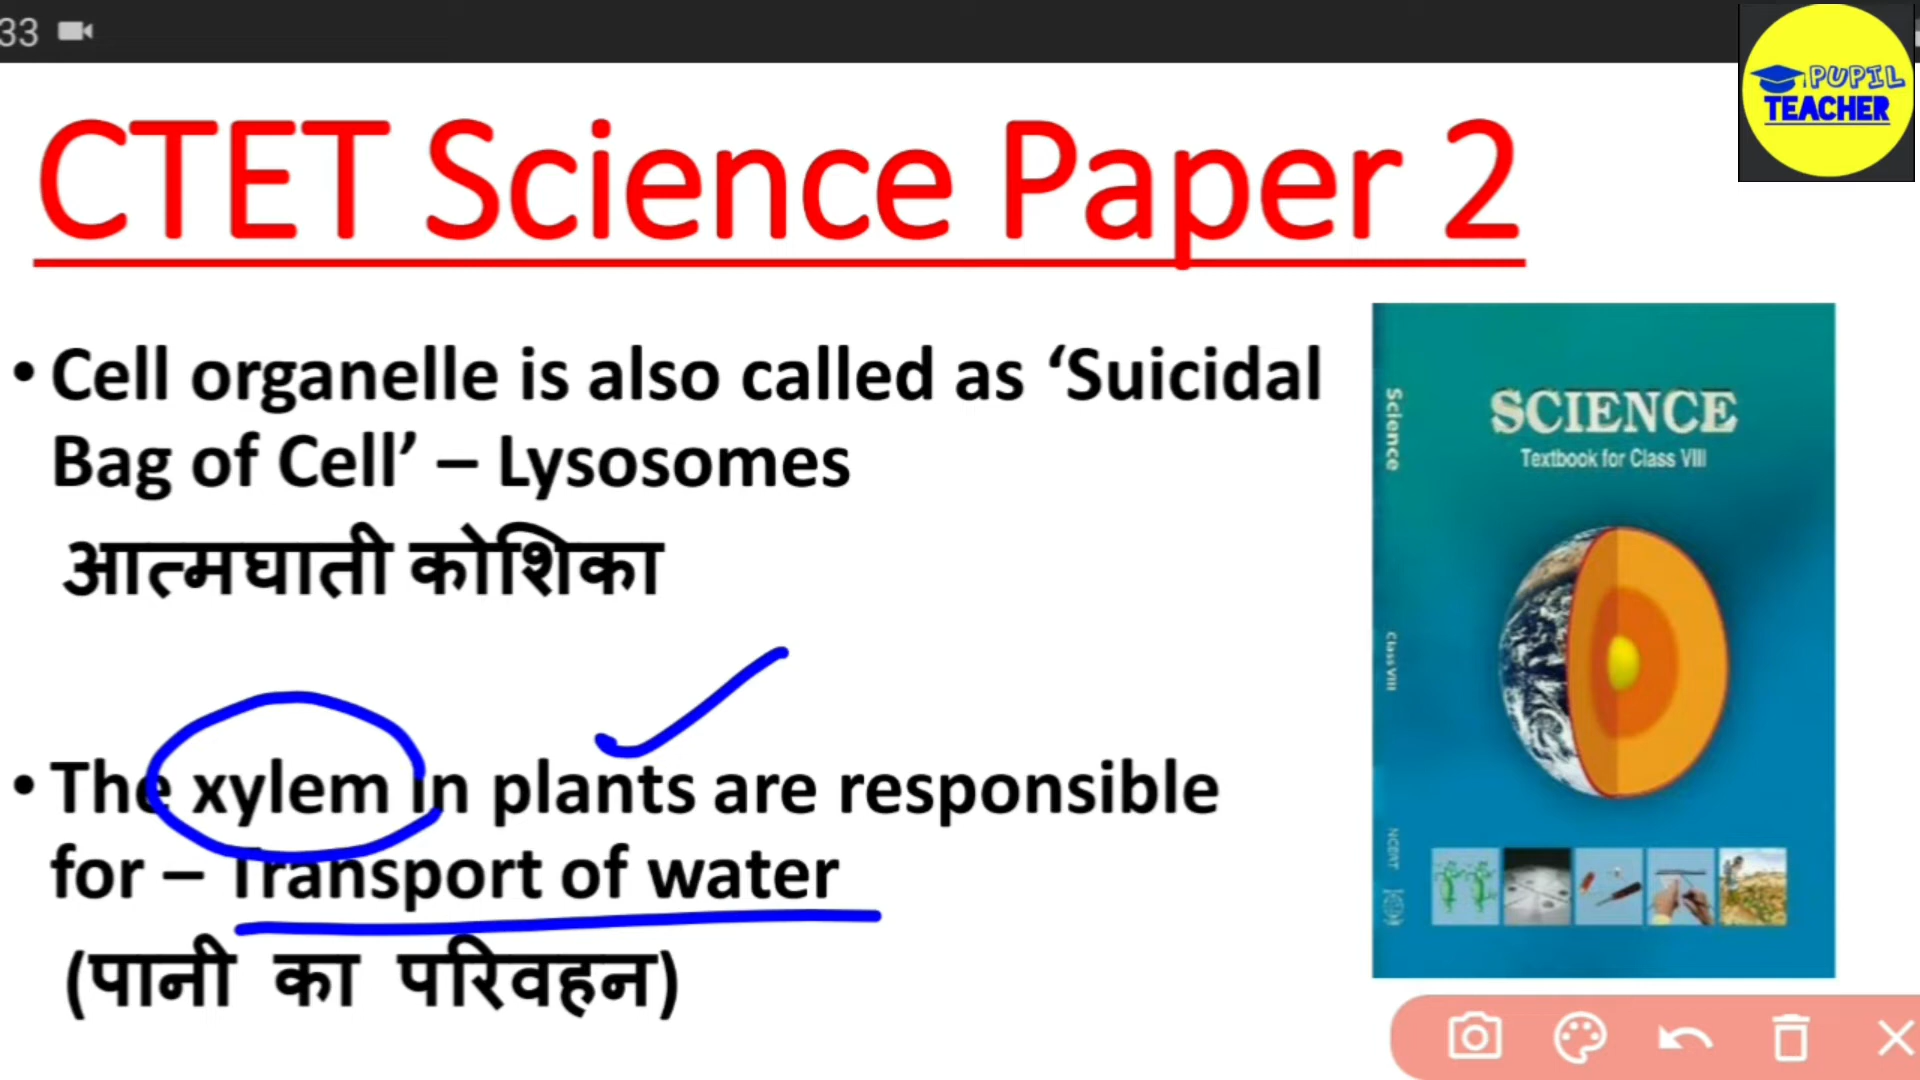 33
PUPIL
TEACHER
CTET Science Paper 2
• Cell organelle is also called as ‘Suicidal
Bag of Cell’ – Lysosomes
आत्मघाती कोशिका
• The xylem in plants are responsible
for – Transport of water
(पानी का परिवहन)
SCIENCE
Textbook for Class VIII
Science
Class VIII
NCERT